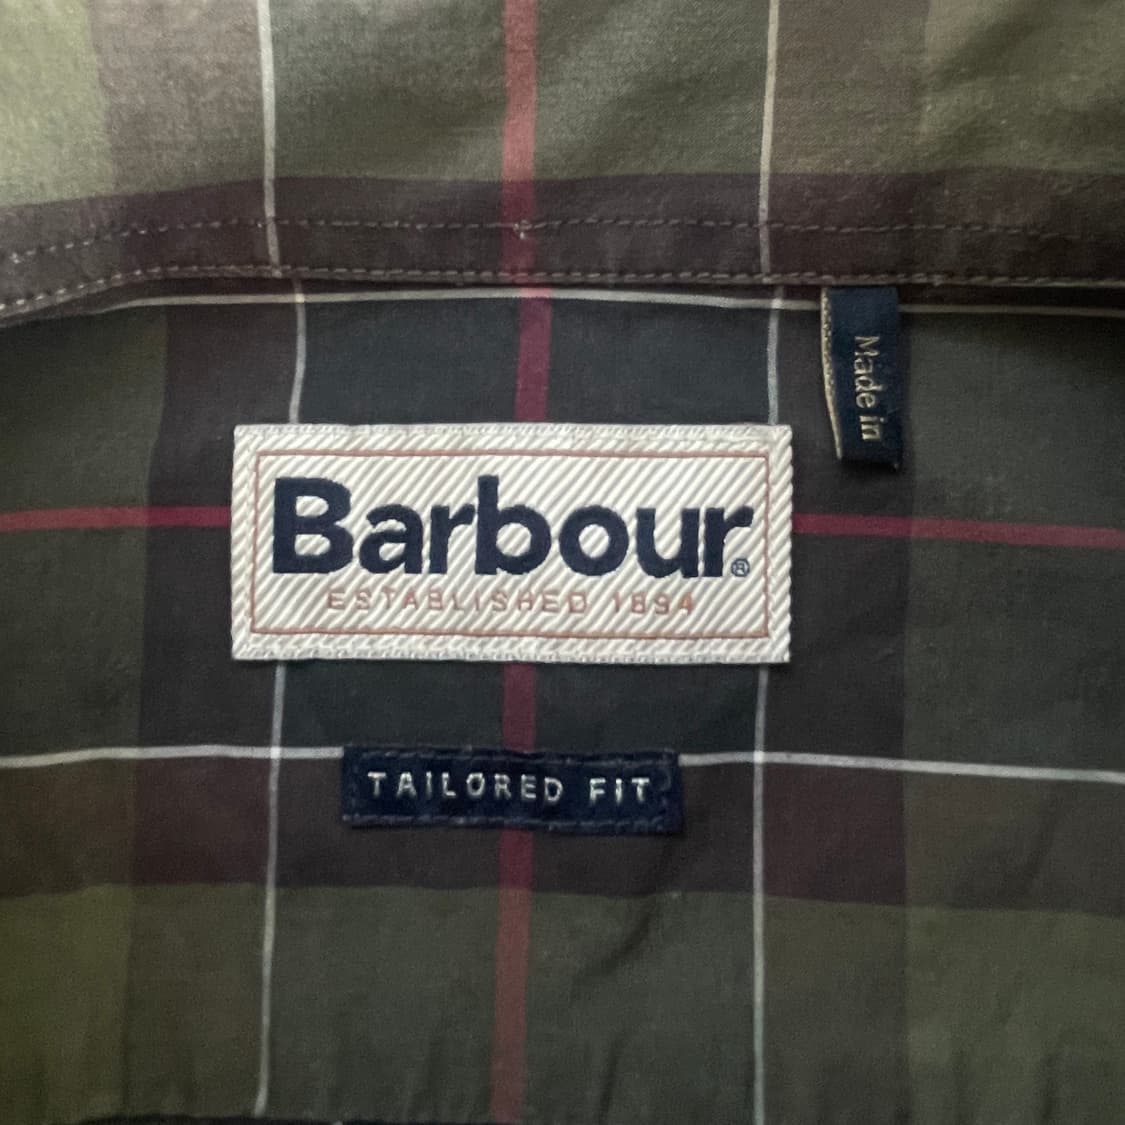 Barbour®
ESTABLISHED 1894
Made in
TAILORED FIT